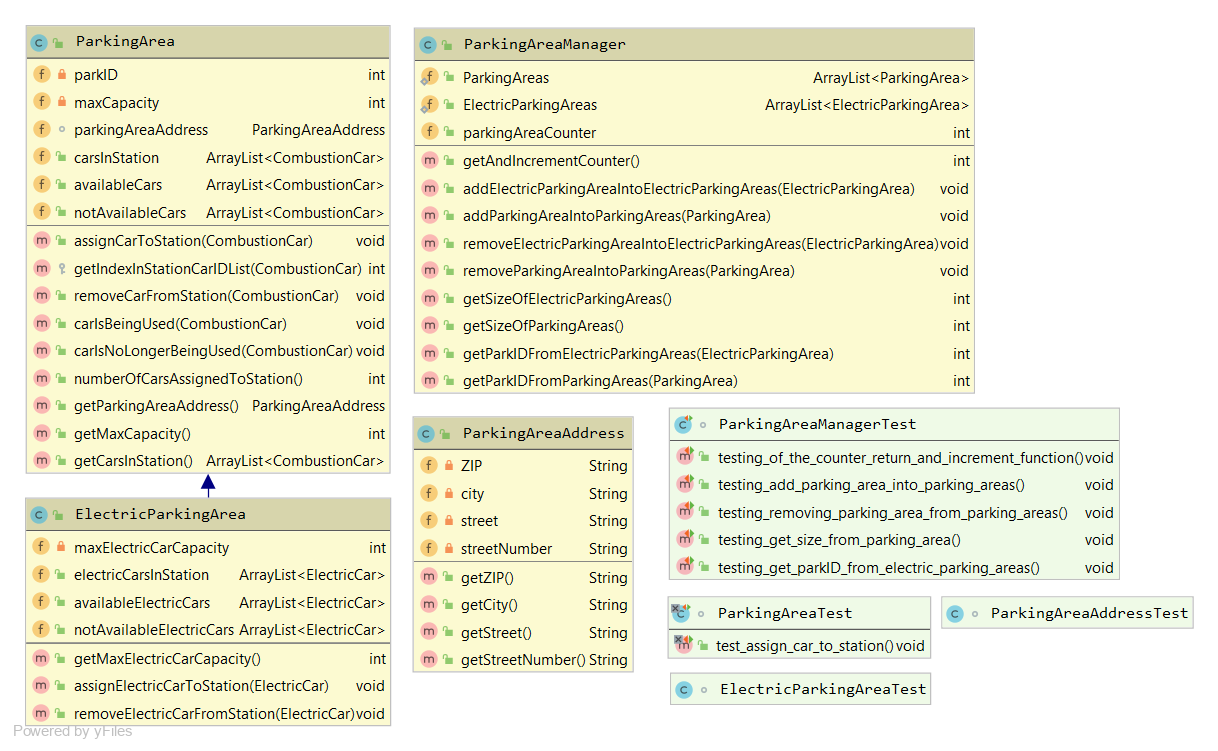 ParkingArea
parkID int
maxCapacity int
parkingAreaAddress ParkingAreaAddress
carsInStation ArrayList<CombustionCar>
availableCars ArrayList<CombustionCar>
notAvailableCars ArrayList<CombustionCar>
assignCarToStation(CombustionCar) void
getIndexInStationCarIDList(CombustionCar) int
removeCarFromStation(CombustionCar) void
carIsBeingUsed(CombustionCar) void
carIsNoLongerBeingUsed(CombustionCar) void
numberOfCarsAssignedToStation() int
getParkingAreaAddress() ParkingAreaAddress
getMaxCapacity() int
getCarsInStation() ArrayList<CombustionCar>
ElectricParkingArea
maxElectricCarCapacity int
electricCarsInStation ArrayList<ElectricCar>
availableElectricCars ArrayList<ElectricCar>
notAvailableElectricCars ArrayList<ElectricCar>
getMaxElectricCarCapacity() int
assignElectricCarToStation(ElectricCar) void
removeElectricCarFromStation(ElectricCar) void
ParkingAreaManager
ParkingAreas ArrayList<ParkingArea>
ElectricParkingAreas ArrayList<ElectricParkingArea>
parkingAreaCounter int
getAndIncrementCounter() int
addElectricParkingAreaIntoElectricParkingAreas(ElectricParkingArea) void
addParkingAreaIntoParkingAreas(ParkingArea) void
removeElectricParkingAreaIntoElectricParkingAreas(ElectricParkingArea) void
removeParkingAreaIntoParkingAreas(ParkingArea) void
getSizeOfElectricParkingAreas() int
getSizeOfParkingAreas() int
getParkIDFromElectricParkingAreas(ElectricParkingArea) int
getParkIDFromParkingAreas(ParkingArea) int
ParkingAreaAddress
ZIP String
city String
street String
streetNumber String
getZIP() String
getCity() String
getStreet() String
getStreetNumber() String
ParkingAreaManagerTest
testing_of_the_counter_return_and_increment_function() void
testing_add_parking_area_into_parking_areas() void
testing_removing_parking_area_from_parking_areas() void
testing_get_size_from_parking_area() void
testing_get_parkID_from_electric_parking_areas() void
ParkingAreaTest
test_assign_car_to_station() void
ParkingAreaAddressTest
ElectricParkingAreaTest
Powered by yFiles